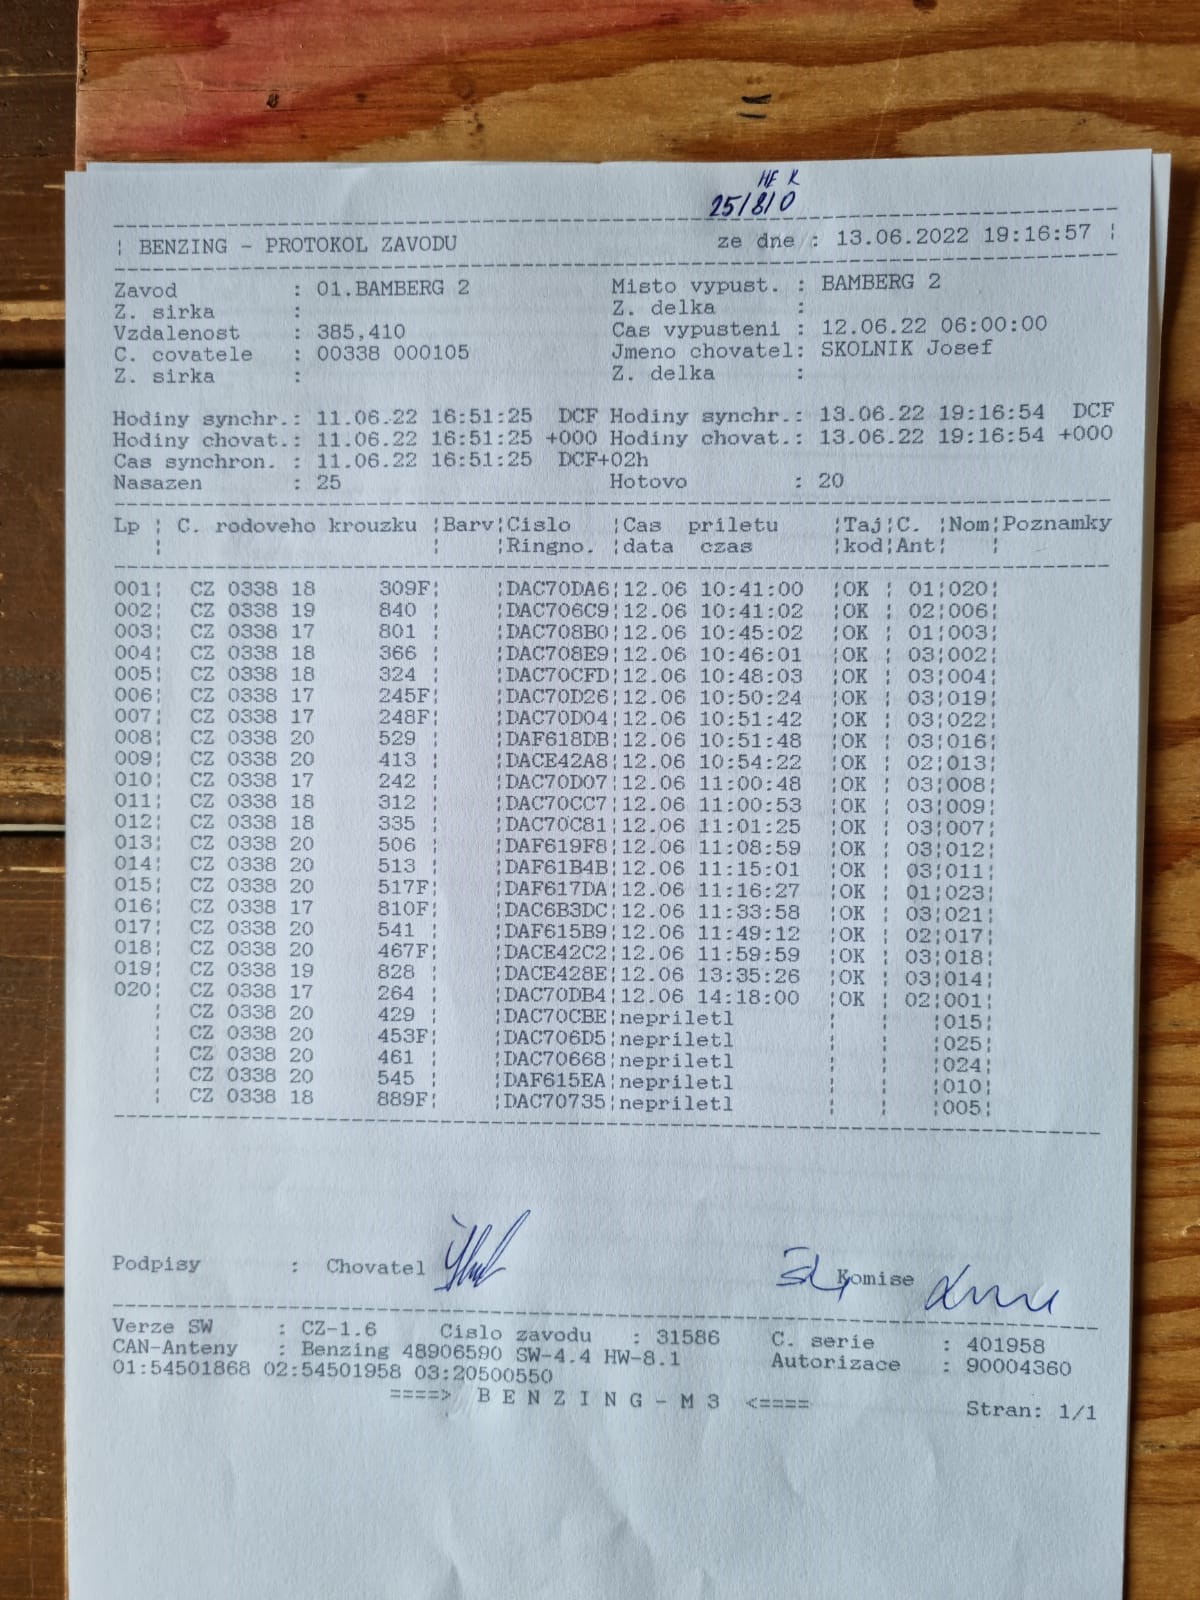 HE K
25/8/0
BENZING - PROTOKOL ZAVODU ze dne : 13.06.2022 19:16:57
Zavod : 01.BAMBERG 2 Misto vypust. : BAMBERG 2
Z. sirka : Z. delka :
Vzdalenost : 385,410 Cas vypusteni : 12.06.22 06:00:00
C. covatele : 00338 000105 Jmeno chovatel: SKOLNIK Josef
Z. sirka : Z. delka :
Hodiny synchr.: 11.06.22 16:51:25 DCF Hodiny synchr.: 13.06.22 19:16:54 DCF
Hodiny chovat.: 11.06.22 16:51:25 +000 Hodiny chovat.: 13.06.22 19:16:54 +000
Cas synchron. : 11.06.22 16:51:25 DCF+02h
Nasazen : 25 Hotovo : 20
Lp ¦ C. rodoveho krouzku ¦Barv¦Cislo ¦Cas priletu ¦Taj¦C. ¦Nom¦Poznamky
¦ ¦ ¦Ringno. ¦data czas ¦kod¦Ant¦ ¦
001¦ CZ 0338 18 309F¦ ¦DAC70DA6¦12.06 10:41:00 ¦OK ¦ 01¦020¦
002¦ CZ 0338 19 840 ¦ ¦DAC706C9¦12.06 10:41:02 ¦OK ¦ 02¦006¦
003¦ CZ 0338 17 801 ¦ ¦DAC708B0¦12.06 10:45:02 ¦OK ¦ 01¦003¦
004¦ CZ 0338 18 366 ¦ ¦DAC708E9¦12.06 10:46:01 ¦OK ¦ 03¦002¦
005¦ CZ 0338 18 324 ¦ ¦DAC70CFD¦12.06 10:48:03 ¦OK ¦ 03¦004¦
006¦ CZ 0338 17 245F¦ ¦DAC70D26¦12.06 10:50:24 ¦OK ¦ 03¦019¦
007¦ CZ 0338 17 248F¦ ¦DAC70D04¦12.06 10:51:42 ¦OK ¦ 03¦022¦
008¦ CZ 0338 20 529 ¦ ¦DAF618DB¦12.06 10:51:48 ¦OK ¦ 03¦016¦
009¦ CZ 0338 20 413 ¦ ¦DACE42A8¦12.06 10:54:22 ¦OK ¦ 02¦013¦
010¦ CZ 0338 17 242 ¦ ¦DAC70D07¦12.06 11:00:48 ¦OK ¦ 03¦008¦
011¦ CZ 0338 18 312 ¦ ¦DAC70CC7¦12.06 11:00:53 ¦OK ¦ 03¦009¦
012¦ CZ 0338 18 335 ¦ ¦DAC70C81¦12.06 11:01:25 ¦OK ¦ 03¦007¦
013¦ CZ 0338 20 506 ¦ ¦DAF619F8¦12.06 11:08:59 ¦OK ¦ 03¦012¦
014¦ CZ 0338 20 513 ¦ ¦DAF61B4B¦12.06 11:15:01 ¦OK ¦ 03¦011¦
015¦ CZ 0338 20 517F¦ ¦DAF617DA¦12.06 11:16:27 ¦OK ¦ 01¦023¦
016¦ CZ 0338 17 810F¦ ¦DAC6B3DC¦12.06 11:33:58 ¦OK ¦ 03¦021¦
017¦ CZ 0338 20 541 ¦ ¦DAF615B9¦12.06 11:49:12 ¦OK ¦ 02¦017¦
018¦ CZ 0338 20 467F¦ ¦DACE42C2¦12.06 11:59:59 ¦OK ¦ 03¦018¦
019¦ CZ 0338 19 828 ¦ ¦DACE428E¦12.06 13:35:26 ¦OK ¦ 03¦014¦
020¦ CZ 0338 17 264 ¦ ¦DAC70DB4¦12.06 14:18:00 ¦OK ¦ 02¦001¦
¦ CZ 0338 20 429 ¦ ¦DAC70CBE¦nepriletl ¦ ¦ ¦015¦
¦ CZ 0338 20 453F¦ ¦DAC706D5¦nepriletl ¦ ¦ ¦025¦
¦ CZ 0338 20 461 ¦ ¦DAC70668¦nepriletl ¦ ¦ ¦024¦
¦ CZ 0338 20 545 ¦ ¦DAF615EA¦nepriletl ¦ ¦ ¦010¦
¦ CZ 0338 18 889F¦ ¦DAC70735¦nepriletl ¦ ¦ ¦005¦
Podpisy : Chovatel Komise
Verze SW : CZ-1.6 Cislo zavodu : 31586 C. serie : 401958
CAN-Anteny : Benzing 48906590 SW-4.4 HW-8.1 Autorizace : 90004360
01:54501868 02:54501958 03:20500550
====> B E N Z I N G - M 3 <====
Stran: 1/1